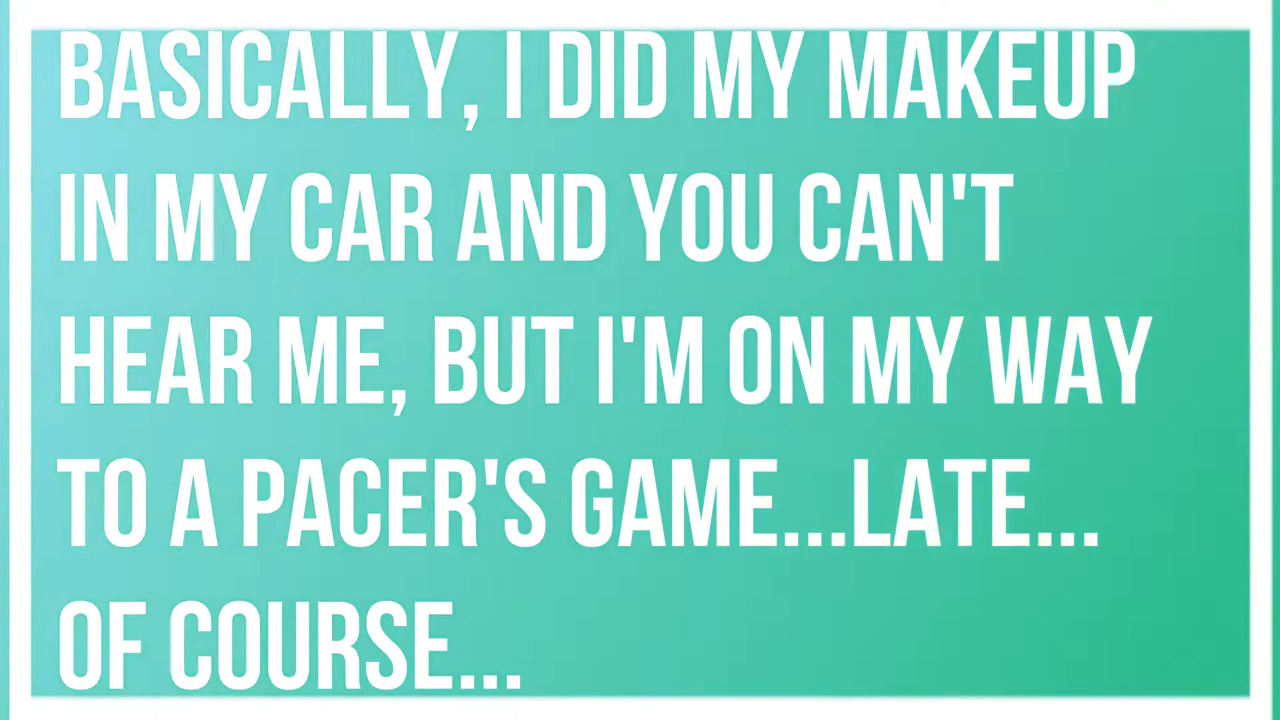 BASICALLY, I DID MY MAKEUP
IN MY CAR AND YOU CAN'T
HEAR ME, BUT I'M ON MY WAY
TO A PACER'S GAME...LATE...
OF COURSE...